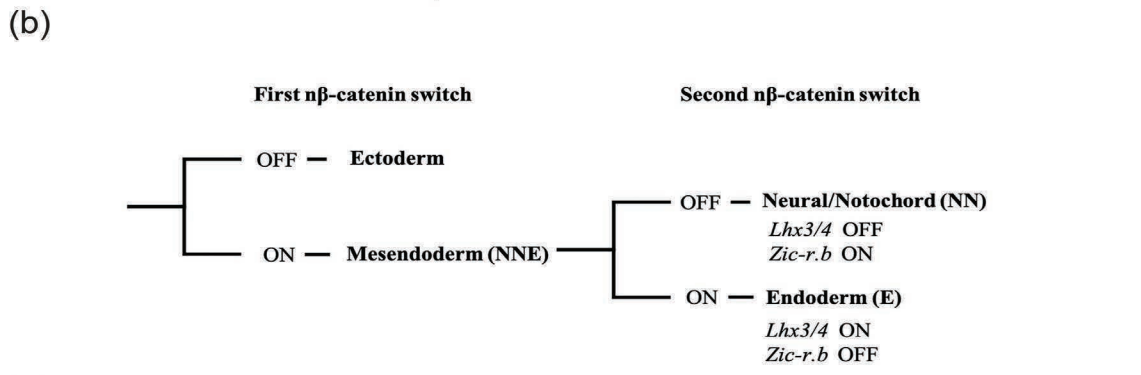 (b)
First nβ-catenin switch
Second nβ-catenin switch
OFF – Ectoderm
ON – Mesendoderm (NNE)
OFF – Neural/Notochord (NN)
Lhx3/4 OFF
Zic-r.b ON
ON – Endoderm (E)
Lhx3/4 ON
Zic-r.b OFF